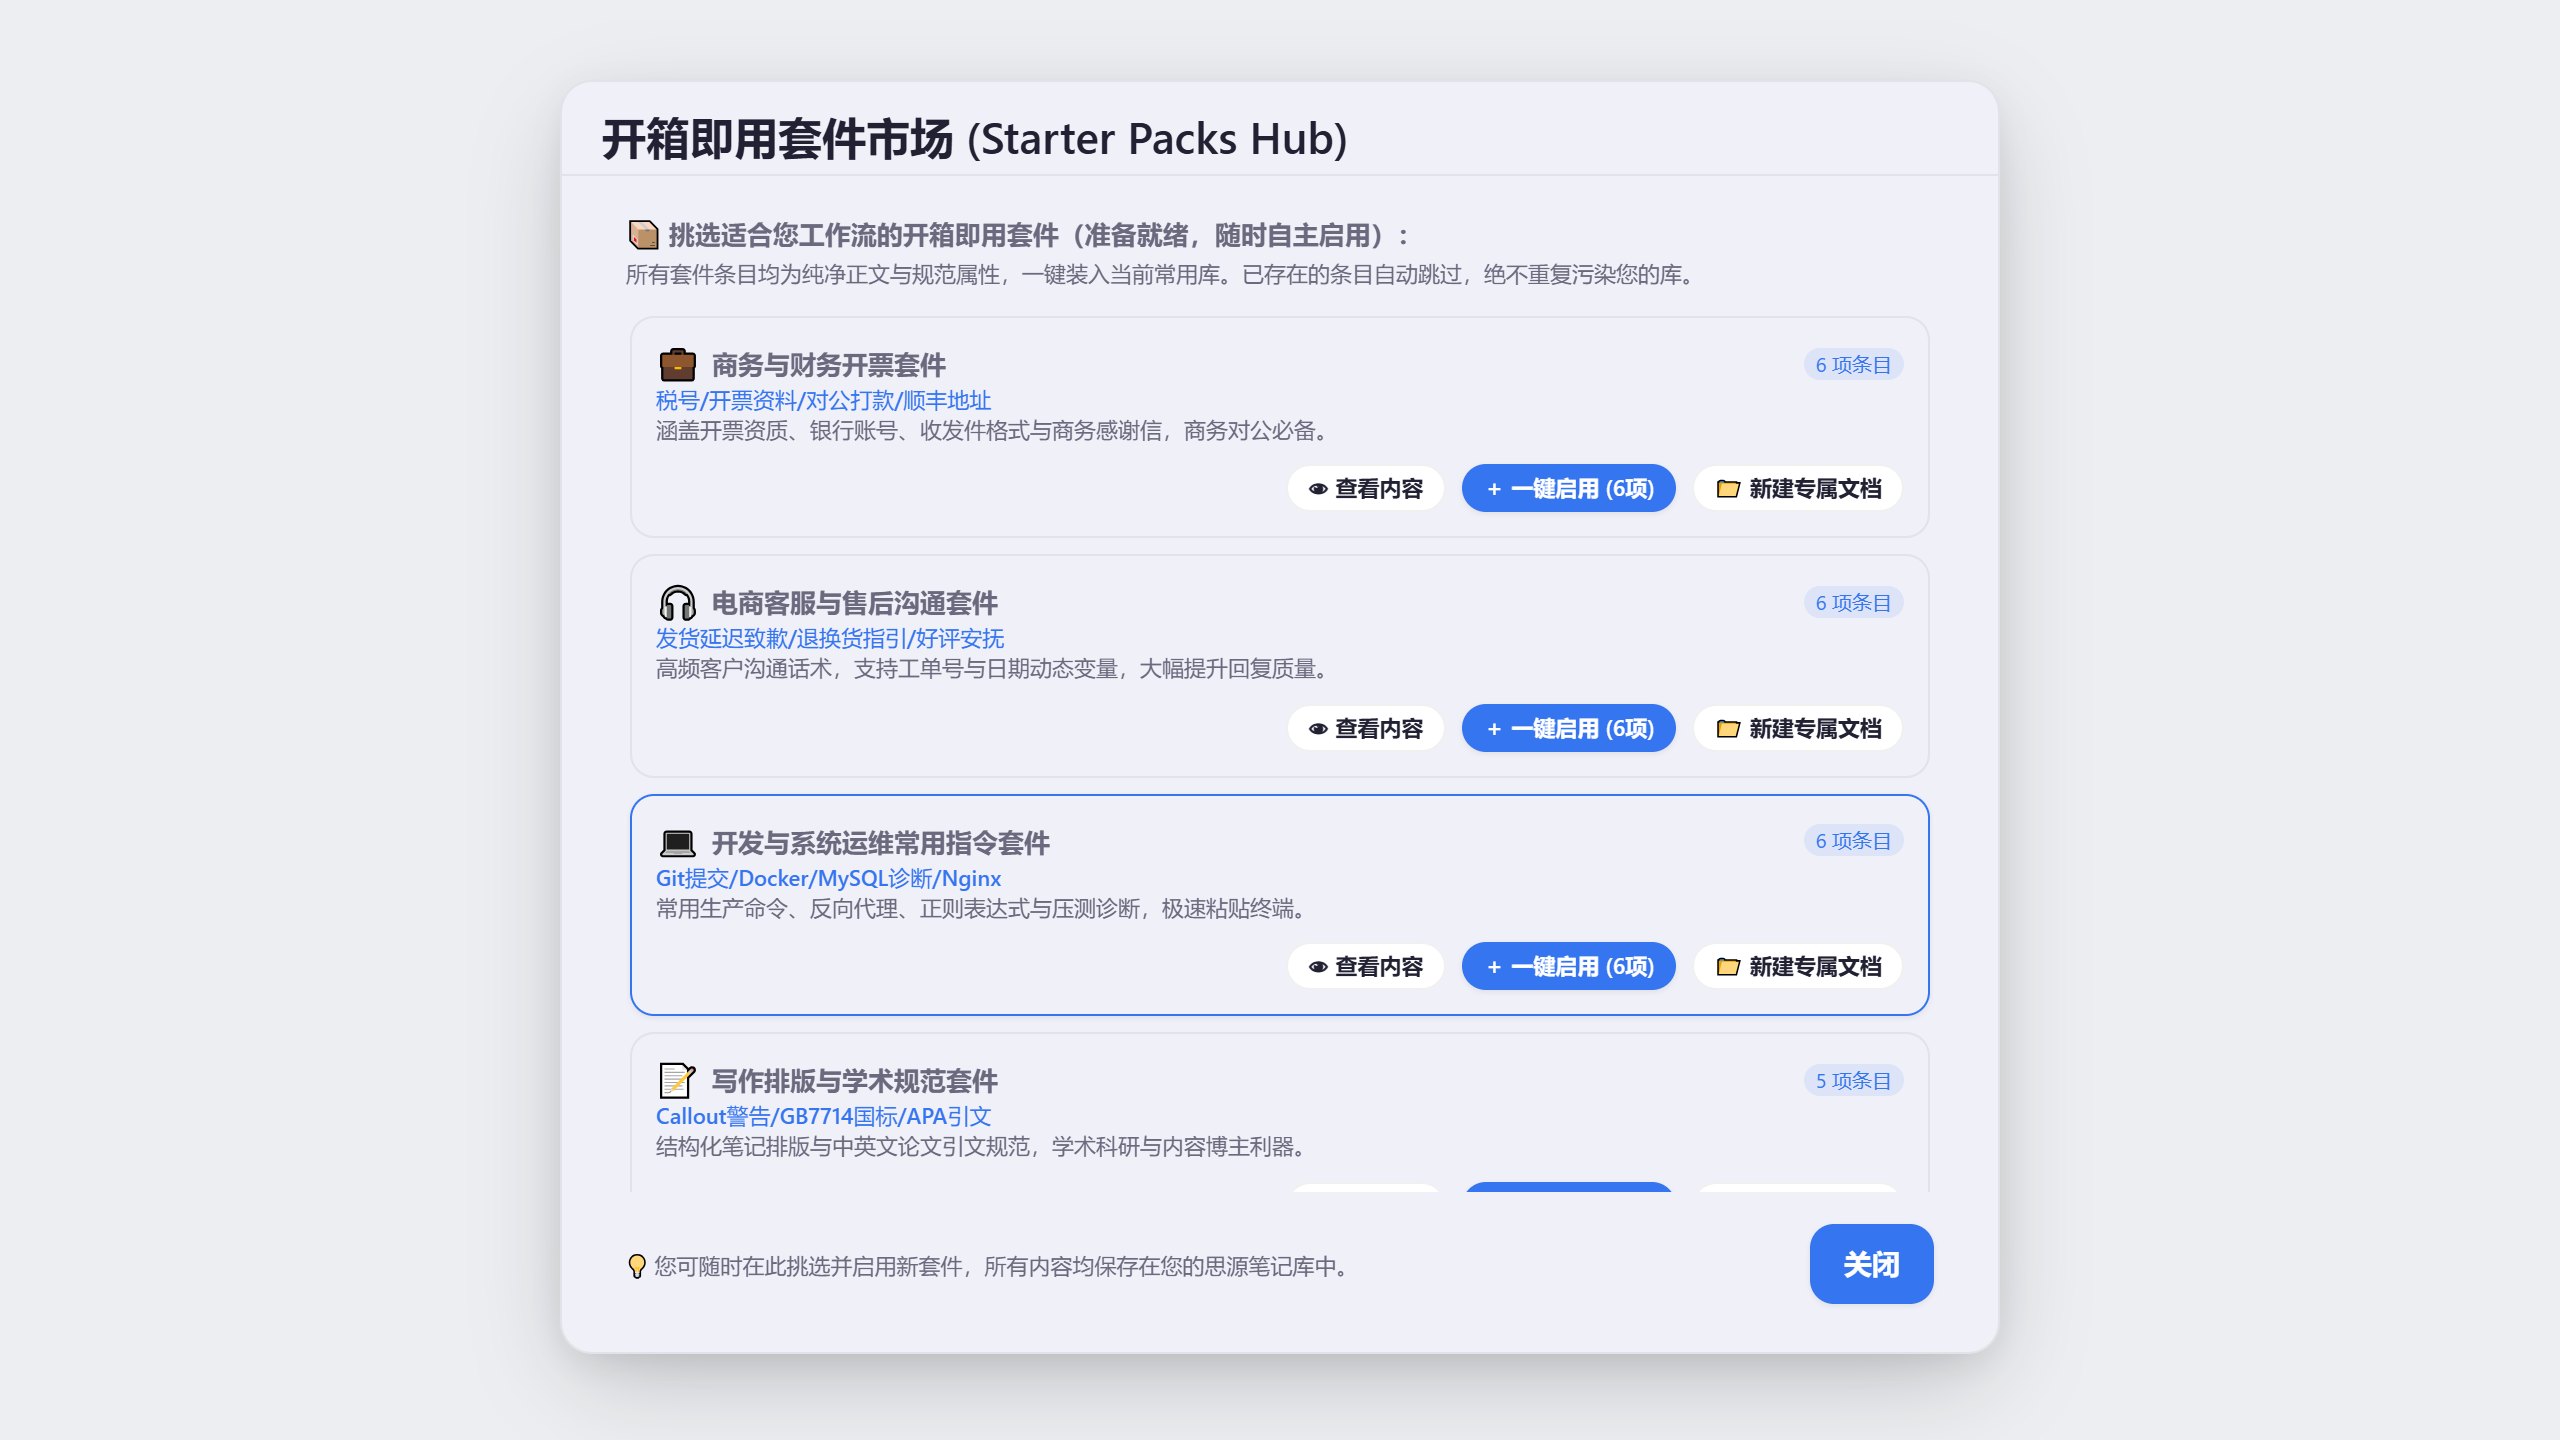 开箱即用套件市场 (Starter Packs Hub)
挑选适合您工作流的开箱即用套件（准备就绪，随时自主启用）：
所有套件条目均为纯净正文与规范属性，一键装入当前常用库。已存在的条目自动跳过，绝不重复污染您的库。
商务与财务开票套件
6 项条目
税号/开票资料/对公打款/顺丰地址
涵盖开票资质、银行账号、收发件格式与商务感谢信，商务对公必备。
查看内容
+ 一键启用 (6项)
新建专属文档
电商客服与售后沟通套件
6 项条目
发货延迟致歉/退换货指引/好评安抚
高频客户沟通话术，支持工单号与日期动态变量，大幅提升回复质量。
查看内容
+ 一键启用 (6项)
新建专属文档
开发与系统运维常用指令套件
6 项条目
Git提交/Docker/MySQL诊断/Nginx
常用生产命令、反向代理、正则表达式与压测诊断，极速粘贴终端。
查看内容
+ 一键启用 (6项)
新建专属文档
写作排版与学术规范套件
5 项条目
Callout警告/GB7714国标/APA引文
结构化笔记排版与中英文论文引文规范，学术科研与内容博主利器。
您可随时在此挑选并启用新套件，所有内容均保存在您的思源笔记库中。
关闭